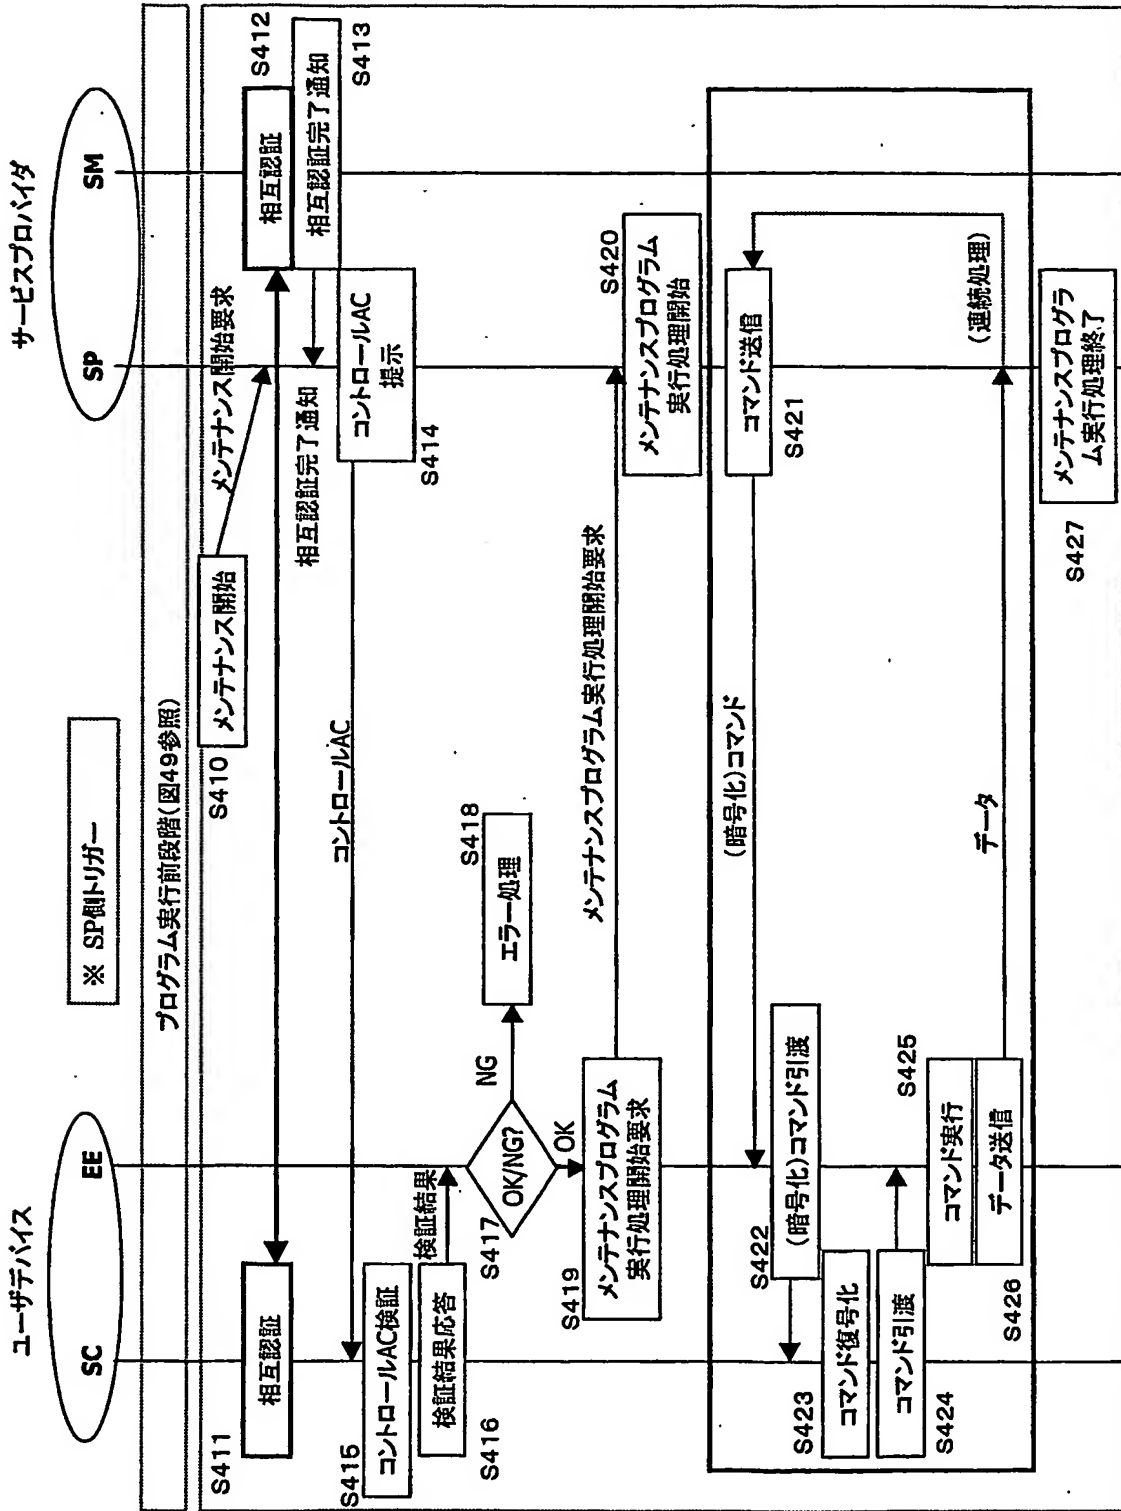 ユーザデバイス
サービスプロバイダ
SC
EE
SP
SM
※ SP側トリガー
プログラム実行前段階(図49参照)
S410
メンテナンス開始
メンテナンス開始要求
S411
相互認証
S412
相互認証
S413
相互認証完了通知
相互認証完了通知
S414
コントロールAC
提示
コントロールAC
S415
コントロールAC検証
S416
検証結果応答
検証結果
S417
OK/NG?
NG
OK
S418
エラー処理
S419
メンテナンスプログラム
実行処理開始要求
メンテナンスプログラム実行処理開始要求
S420
メンテナンスプログラム
実行処理開始
S421
コマンド送信
(暗号化)コマンド
S422
(暗号化)コマンド引渡
S423
コマンド復号化
S424
コマンド引渡
S425
コマンド実行
S426
データ送信
データ
(連続処理)
S427
メンテナンスプログラ
ム実行処理終了